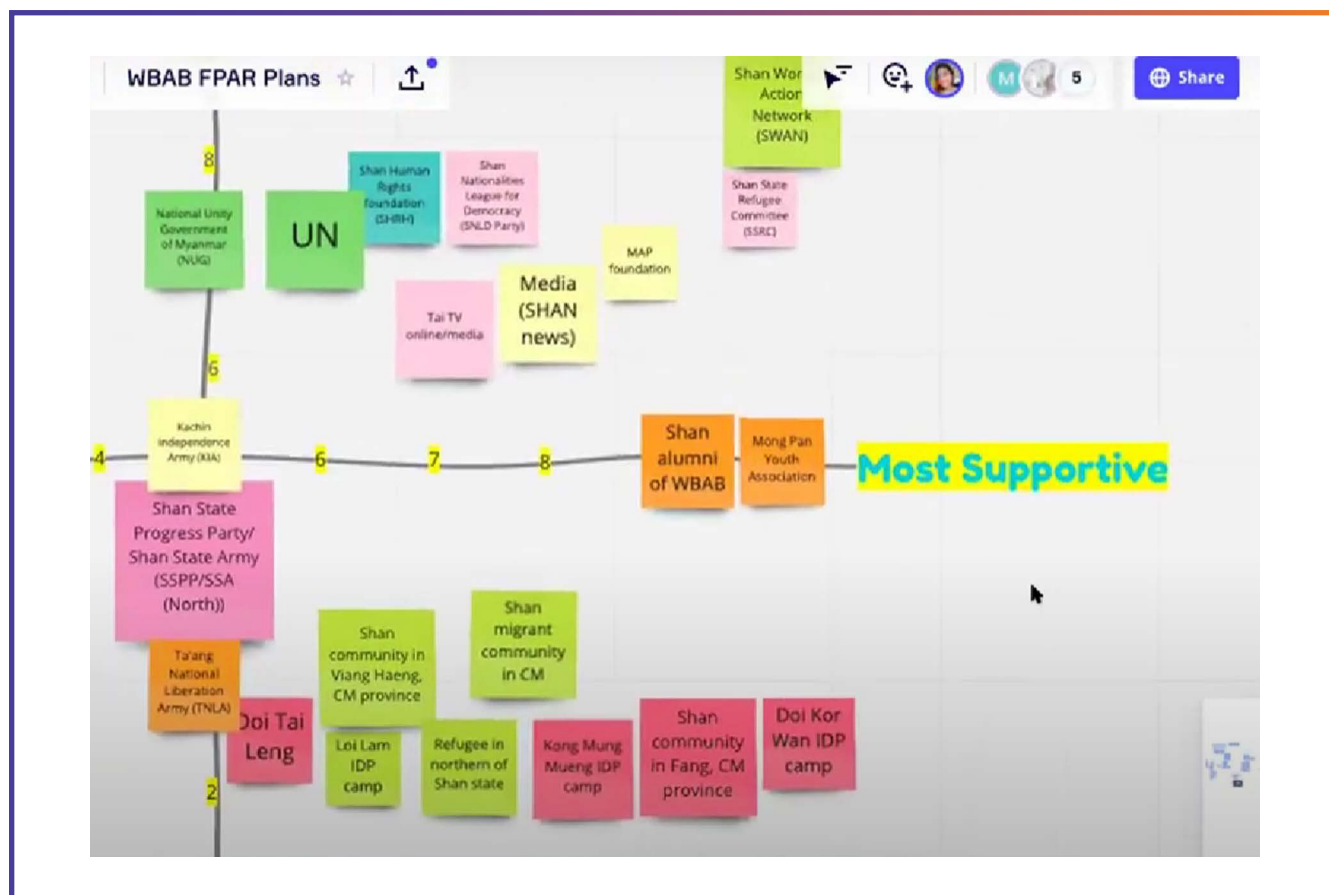 WBAB FPAR Plans
M
5
Share
Shan Wor
Action
Network
(SWAN)
8
Shan Human
Rights
foundation
(SHRH)
Shan
Nationalities
League for
Democracy
(SNLD Party)
Shan State
Refugee
Committee
(SSRC)
National Unity
Government
of Myanmar
(NUG)
UN
MAP
foundation
Media
(SHAN
news)
Tai TV
online/media
6
Kachin
independence
Army (KIA)
4
6
7
8
Shan
alumni
of WBAB
Mong Pan
Youth
Association
Most Supportive
Shan State
Progress Party/
Shan State Army
(SSPP/SSA
(North))
Shan
migrant
community
in CM
Shan
community in
Viang Haeng,
CM province
Ta'ang
National
Liberation
Army (TNLA)
Doi Tai
Leng
Loi Lam
IDP
camp
Refugee in
northern of
Shan state
Kong Mung
Mueng IDP
camp
Shan
community
in Fang, CM
province
Doi Kor
Wan IDP
camp
2